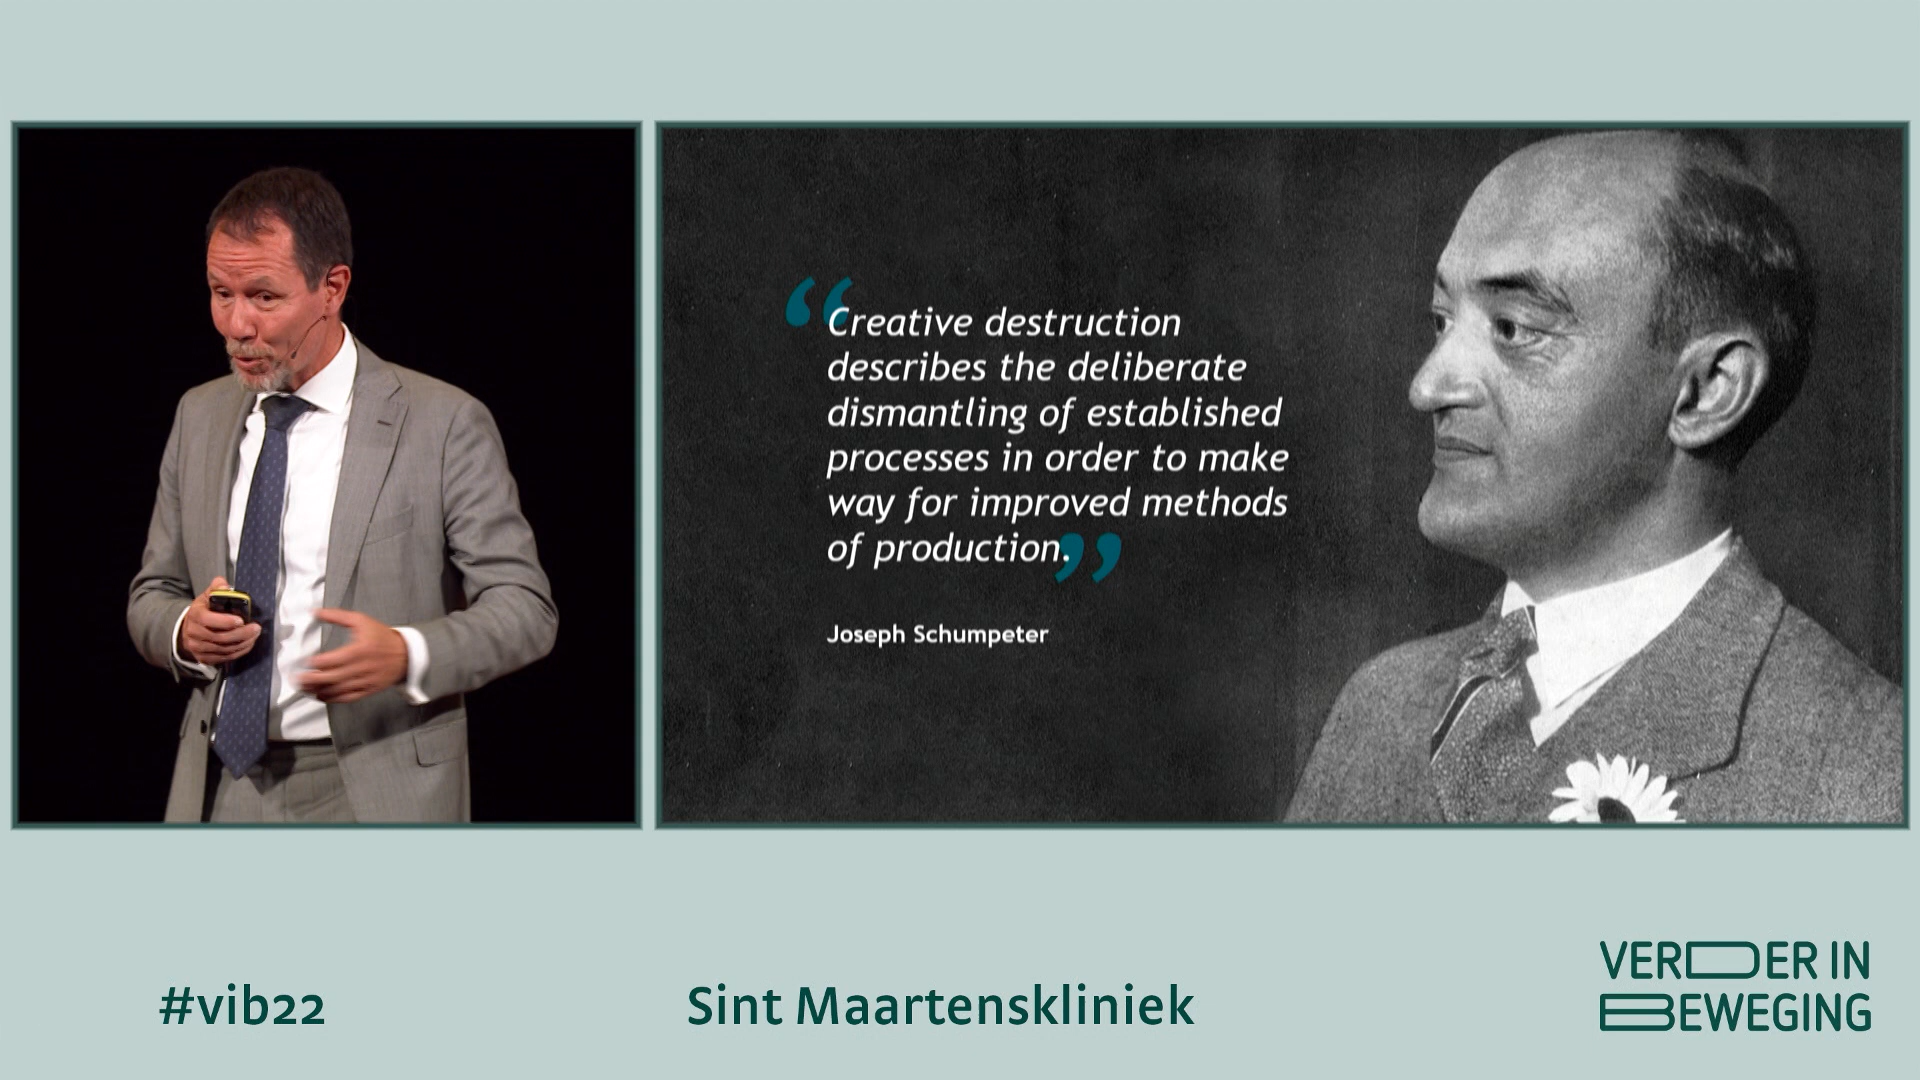 “Creative destruction
describes the deliberate
dismantling of established
processes in order to make
way for improved methods
of production.”
Joseph Schumpeter
#vib22
Sint Maartenskliniek
VERDER IN
BEWEGING